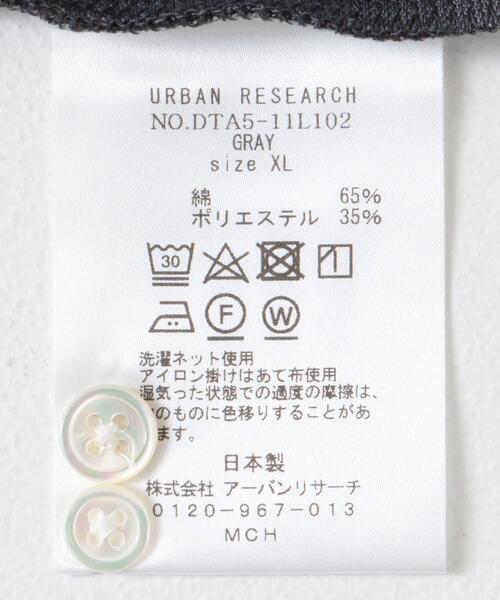 URBAN RESEARCH
NO.DTA5-11L102
GRAY
size XL
綿 65%
ポリエステル 35%
30
F W
洗濯ネット使用
アイロン掛けはあて布使用
湿気った状態での過度の摩擦は、
のものに色移りすることがあ
ます。
日本製
株式会社 アーバンリサーチ
0120-967-013
MCH